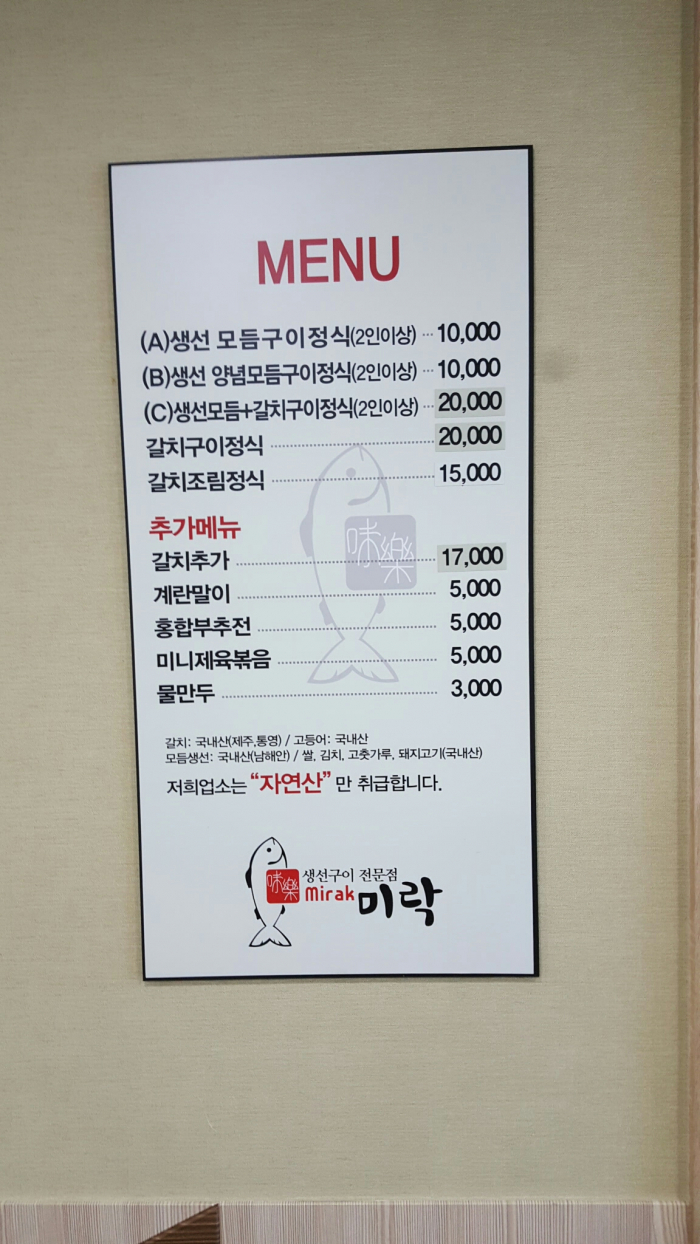 MENU
(A)생선 모듬구이정식(2인이상) ··· 10,000
(B)생선 양념모듬구이정식(2인이상) ··· 10,000
(C)생선모듬+갈치구이정식(2인이상) ··· 20,000
갈치구이정식 ························ 20,000
갈치조림정식 ························ 15,000
味樂
추가메뉴
갈치추가 ························ 17,000
계란말이 ························ 5,000
홍합부추전 ························ 5,000
미니제육볶음 ························ 5,000
물만두 ························ 3,000
갈치: 국내산(제주,통영) / 고등어: 국내산
모듬생선: 국내산(남해안) / 쌀, 김치, 고춧가루, 돼지고기(국내산)
저희업소는 “자연산” 만 취급합니다.
味樂
생선구이 전문점
Mirak 미락